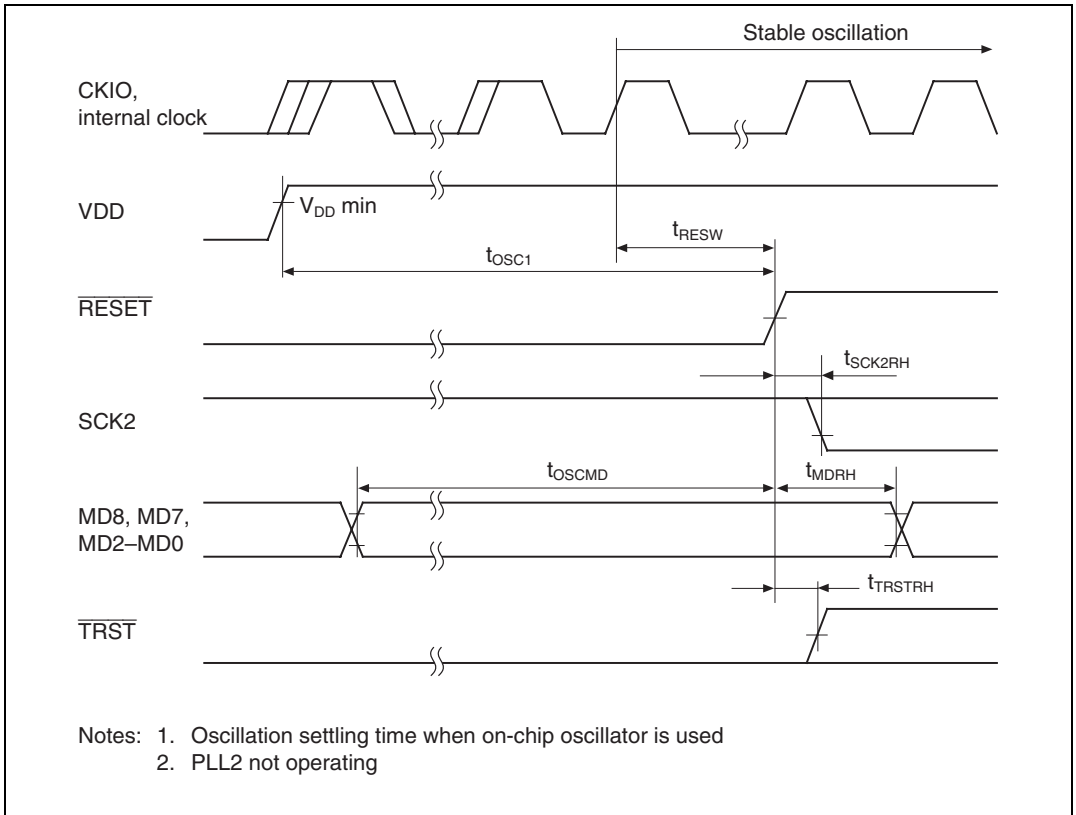 Stable oscillation
CKIO,
internal clock
VDD
VDD min
tRESW
tOSC1
RESET
tSCK2RH
SCK2
tOSCMD
tMDRH
MD8, MD7,
MD2–MD0
tTRSTRH
TRST
Notes: 1. Oscillation settling time when on-chip oscillator is used
2. PLL2 not operating